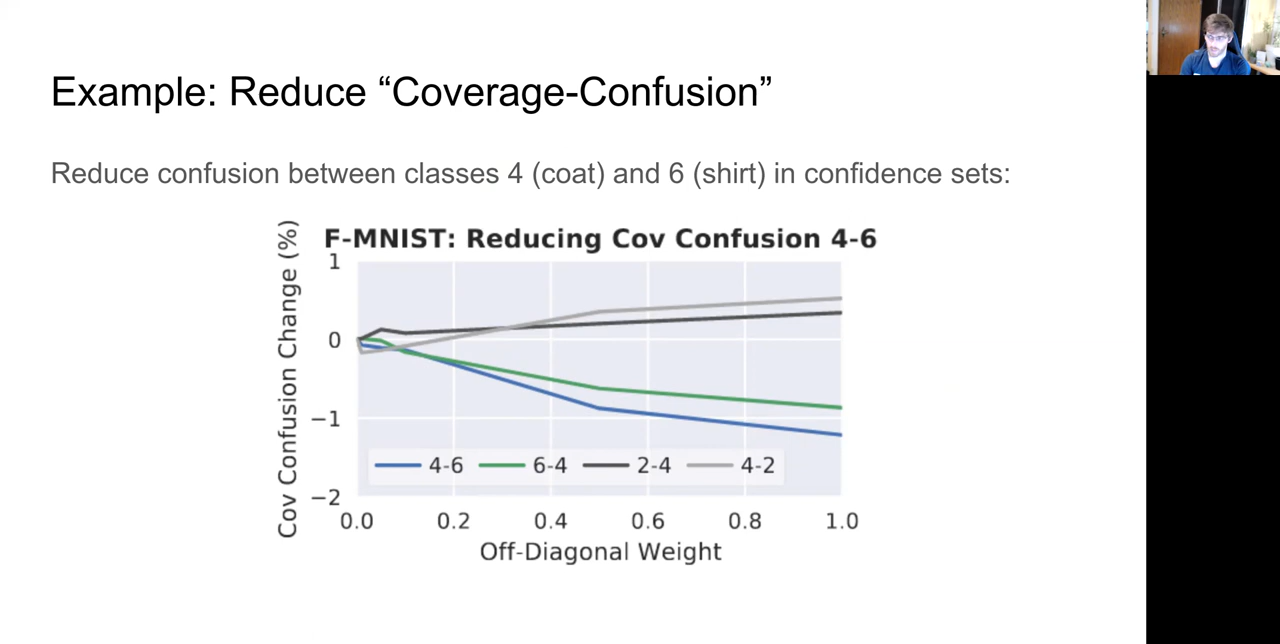 Example: Reduce “Coverage-Confusion”
Reduce confusion between classes 4 (coat) and 6 (shirt) in confidence sets:
F-MNIST: Reducing Cov Confusion 4-6
Cov Confusion Change (%)
1
0
−1
−2
4-6 6-4 2-4 4-2
0.0 0.2 0.4 0.6 0.8 1.0
Off-Diagonal Weight